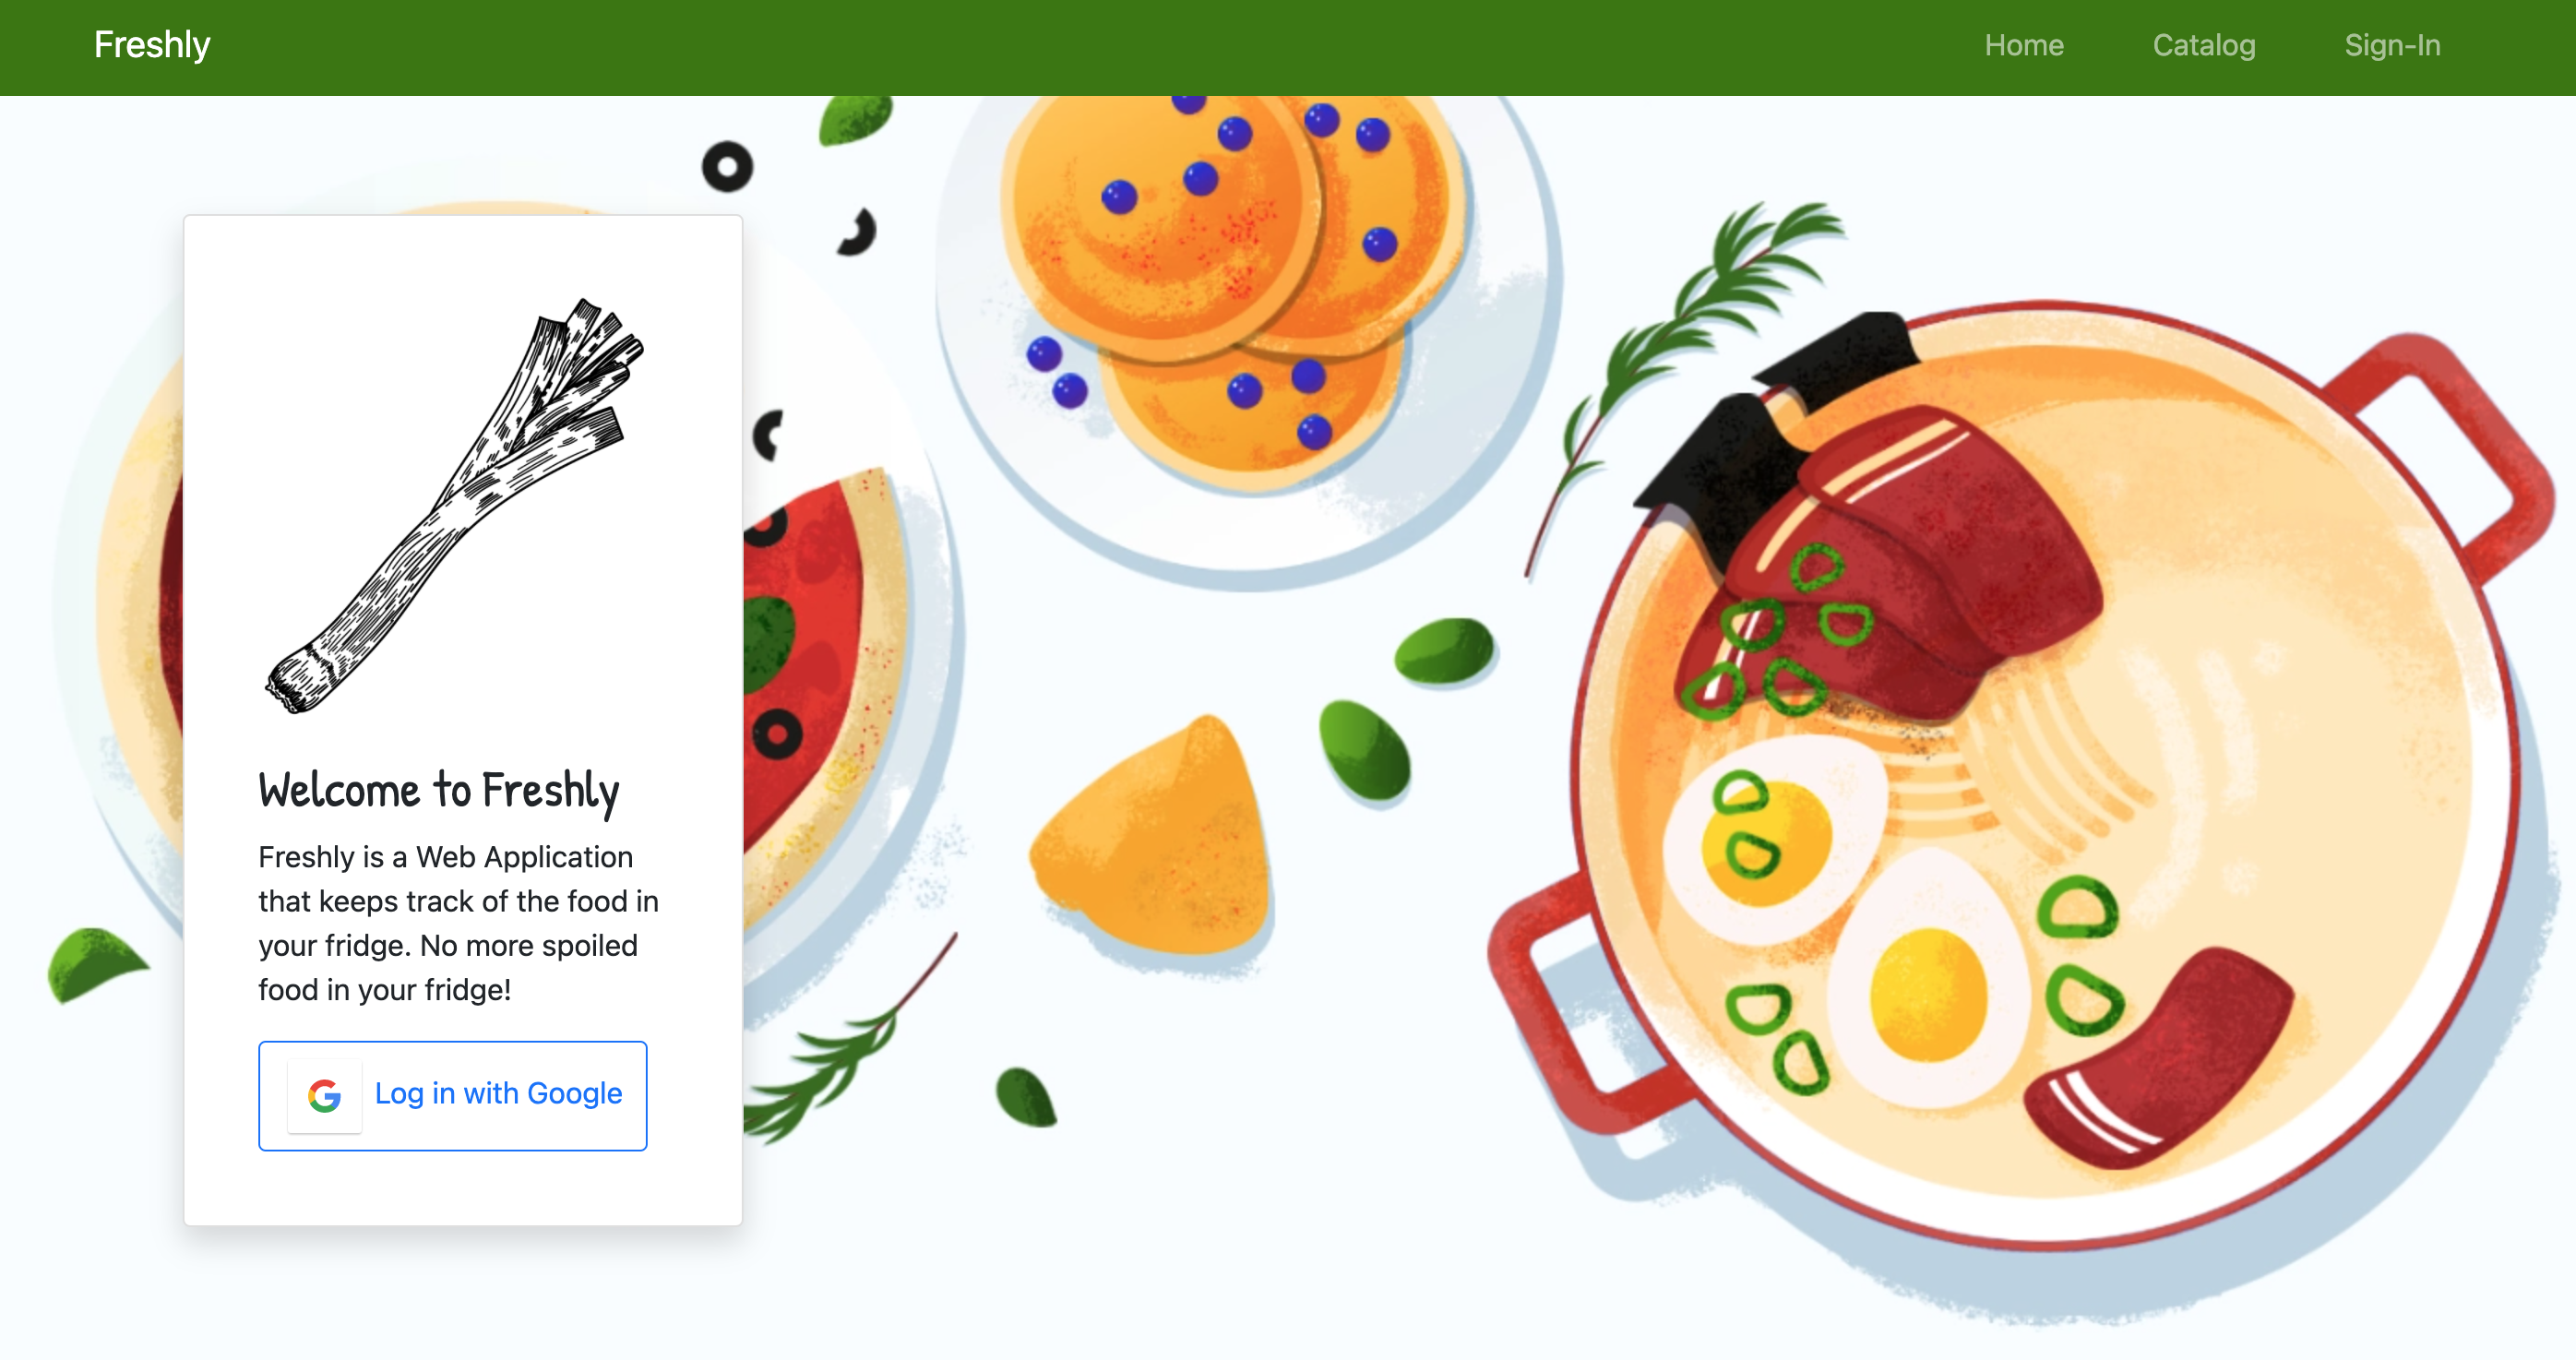 Freshly
Home
Catalog
Sign-In
Welcome to Freshly
Freshly is a Web Application
that keeps track of the food in
your fridge. No more spoiled
food in your fridge!
Log in with Google